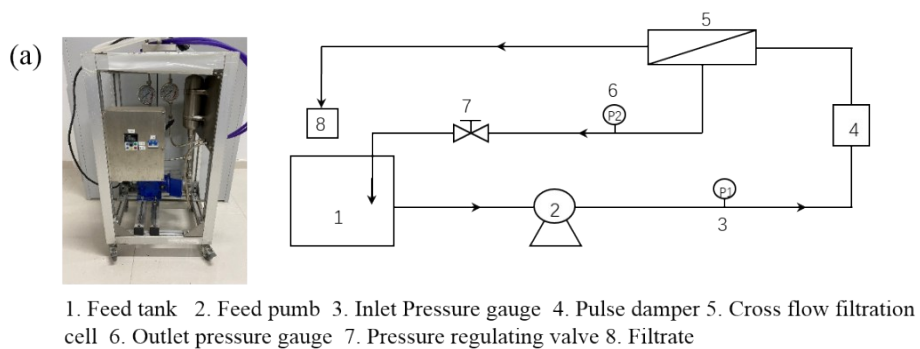 (a)
5
6
7
P2
8
4
P1
1
2
3
1. Feed tank 2. Feed pumb 3. Inlet Pressure gauge 4. Pulse damper 5. Cross flow filtration
cell 6. Outlet pressure gauge 7. Pressure regulating valve 8. Filtrate